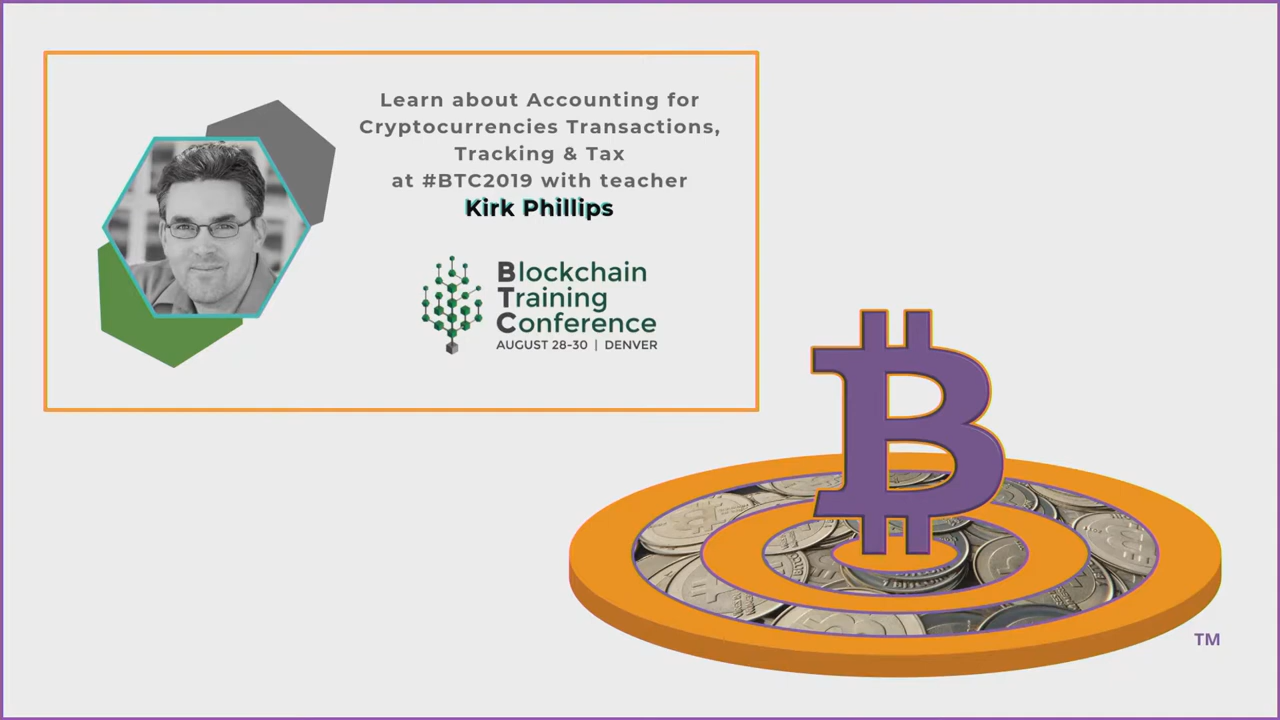 Learn about Accounting for
Cryptocurrencies Transactions,
Tracking & Tax
at #BTC2019 with teacher
Kirk Phillips
Blockchain
Training
Conference
AUGUST 28-30 | DENVER
TM